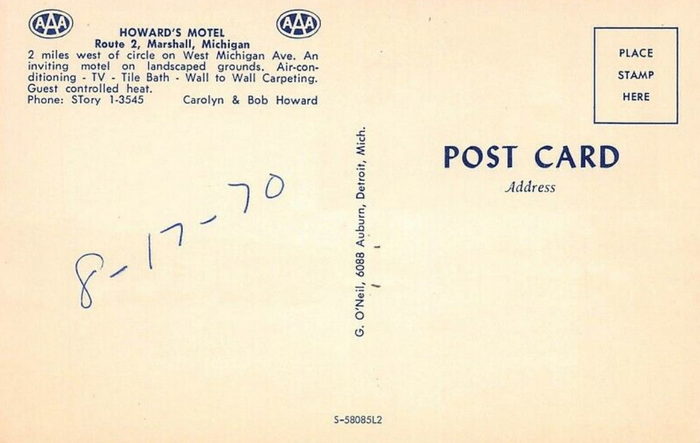 AAA
AAA
HOWARD'S MOTEL
Route 2, Marshall, Michigan
2 miles west of circle on West Michigan Ave. An
inviting motel on landscaped grounds. Air-con-
ditioning - TV - Tile Bath - Wall to Wall Carpeting.
Guest controlled heat.
Phone: STory 1-3545 Carolyn & Bob Howard
8-17-70
G. O'Neil, 6088 Auburn, Detroit, Mich.
PLACE
STAMP
HERE
POST CARD
Address
S-58085L2